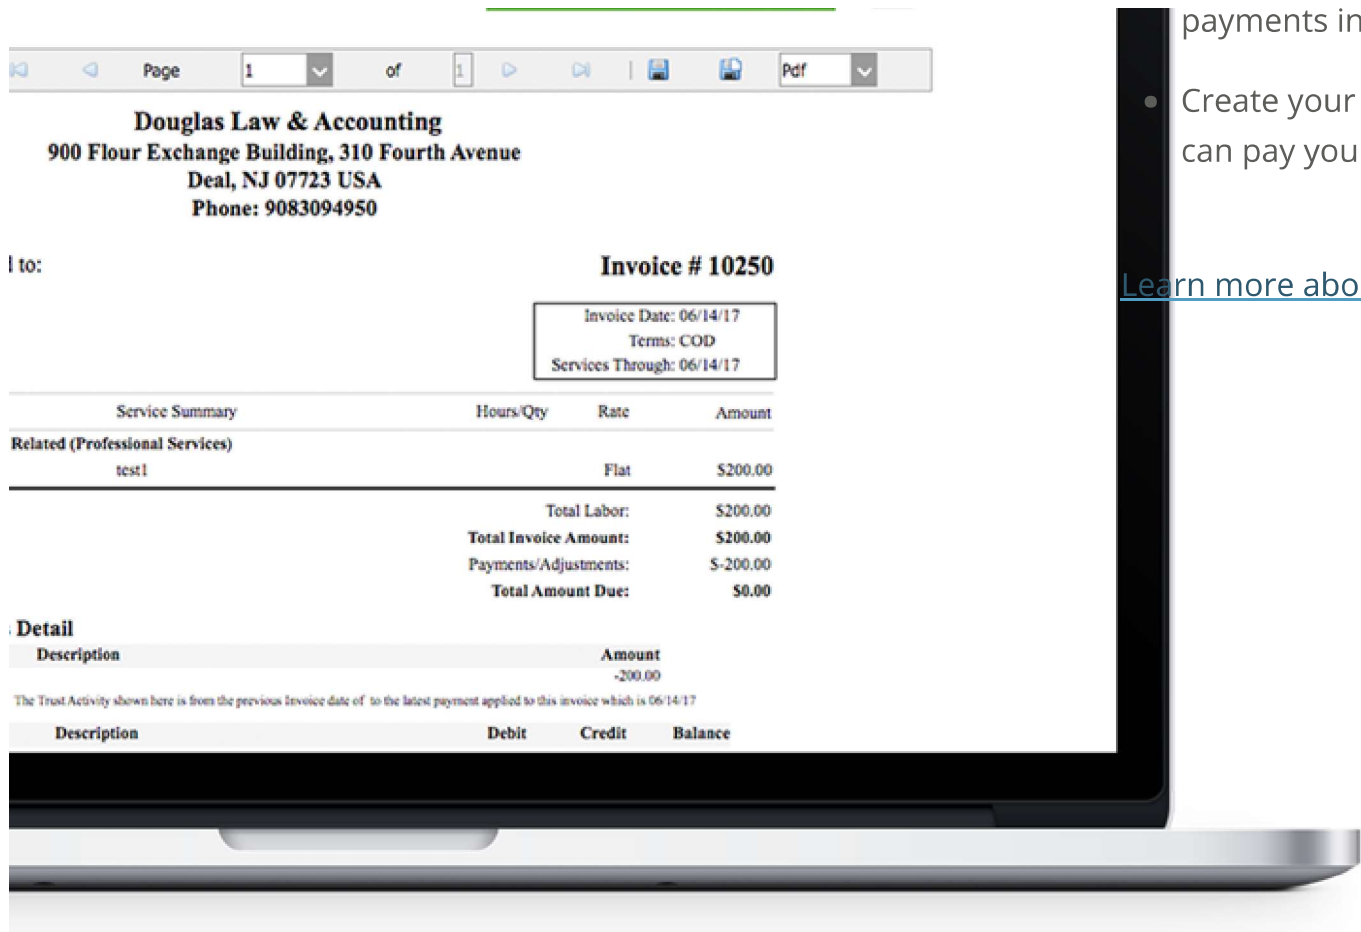 payments in
Page 1 of 1 Pdf
Create your
can pay you
Douglas Law & Accounting
900 Flour Exchange Building, 310 Fourth Avenue
Deal, NJ 07723 USA
Phone: 9083094950
to:
Invoice # 10250
Learn more abo
Invoice Date: 06/14/17
Terms: COD
Services Through: 06/14/17
Service Summary Hours/Qty Rate Amount
Related (Professional Services)
test1 Flat $200.00
Total Labor: $200.00
Total Invoice Amount: $200.00
Payments/Adjustments: $-200.00
Total Amount Due: $0.00
Detail
Description Amount
-200.00
The Trust Activity shown here is from the previous Invoice date of to the latest payment applied to this invoice which is 06/14/17
Description Debit Credit Balance